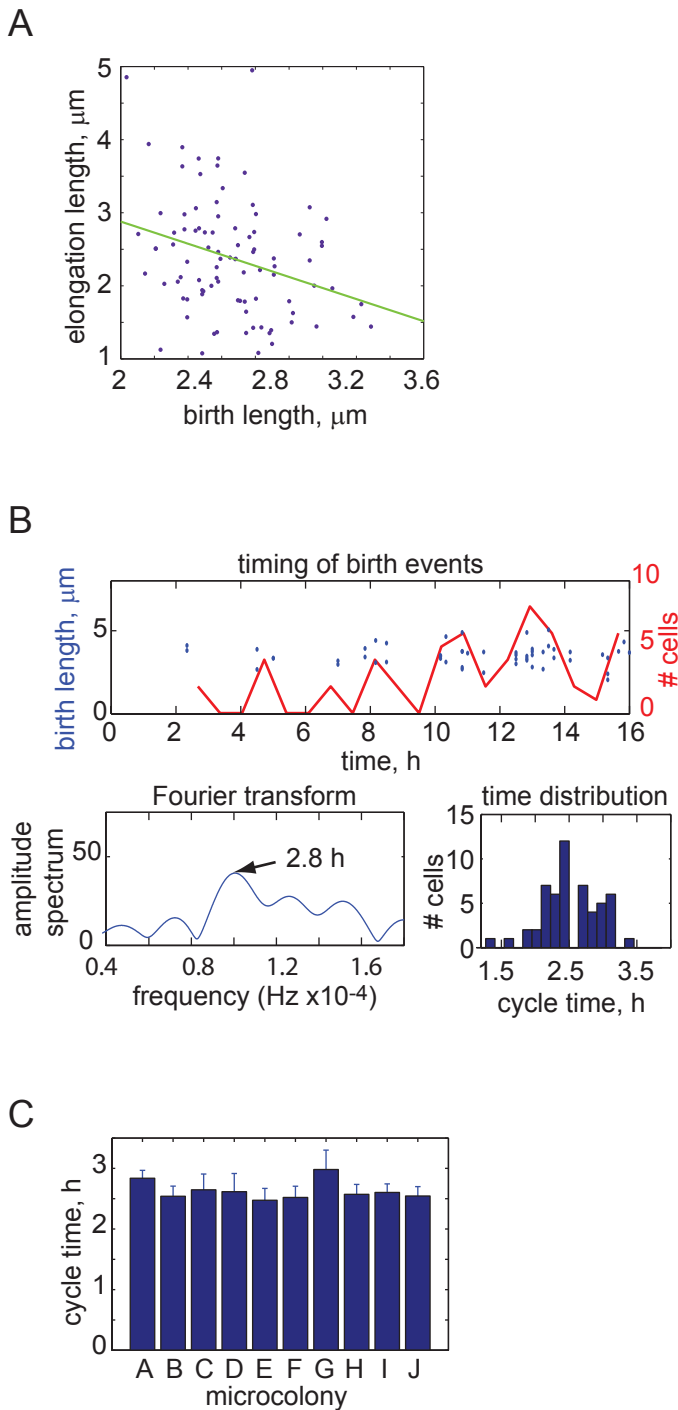 A
5
4
3
2
1
elongation length, μm
2 2.4 2.8 3.2 3.6
birth length, μm
B
timing of birth events
birth length, μm
5
0
10
5
0
# cells
0 2 4 6 8 10 12 14 16
time, h
Fourier transform
amplitude
spectrum
50
0
2.8 h
0.4 0.8 1.2 1.6
frequency (Hz x10-4)
time distribution
# cells
15
10
5
0
1.5 2.5 3.5
cycle time, h
C
cycle time, h
3
2
1
0
A B C D E F G H I J
microcolony